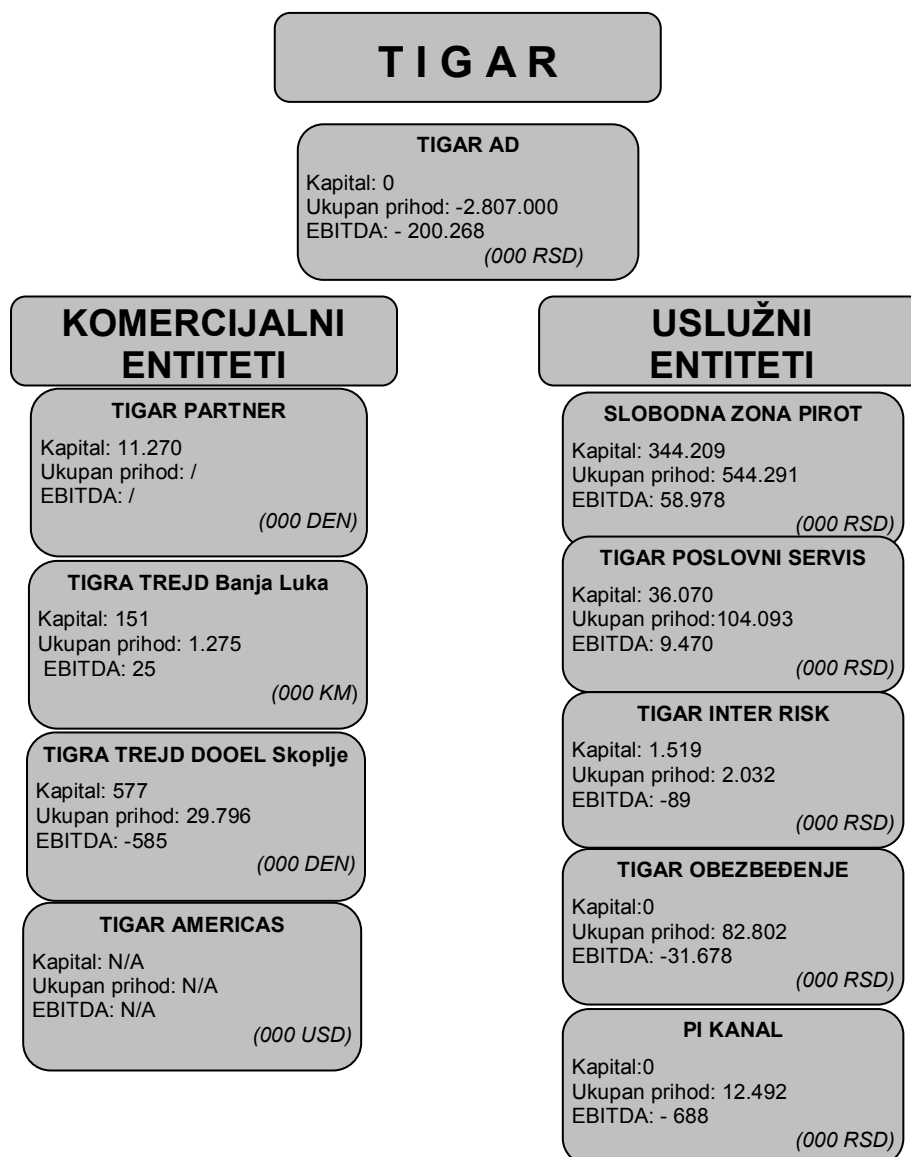 T I G A R
TIGAR AD
Kapital: 0
Ukupan prihod: -2.807.000
EBITDA: - 200.268
(000 RSD)
KOMERCIJALNI
ENTITETI
TIGAR PARTNER
Kapital: 11.270
Ukupan prihod: /
EBITDA: /
(000 DEN)
TIGRA TREJD Banja Luka
Kapital: 151
Ukupan prihod: 1.275
EBITDA: 25
(000 KM)
TIGRA TREJD DOOEL Skoplje
Kapital: 577
Ukupan prihod: 29.796
EBITDA: -585
(000 DEN)
TIGAR AMERICAS
Kapital: N/A
Ukupan prihod: N/A
EBITDA: N/A
(000 USD)
USLUŽNI
ENTITETI
SLOBODNA ZONA PIROT
Kapital: 344.209
Ukupan prihod: 544.291
EBITDA: 58.978
(000 RSD)
TIGAR POSLOVNI SERVIS
Kapital: 36.070
Ukupan prihod:104.093
EBITDA: 9.470
(000 RSD)
TIGAR INTER RISK
Kapital: 1.519
Ukupan prihod: 2.032
EBITDA: -89
(000 RSD)
TIGAR OBEZBEĐENJE
Kapital:0
Ukupan prihod: 82.802
EBITDA: -31.678
(000 RSD)
PI KANAL
Kapital:0
Ukupan prihod: 12.492
EBITDA: - 688
(000 RSD)